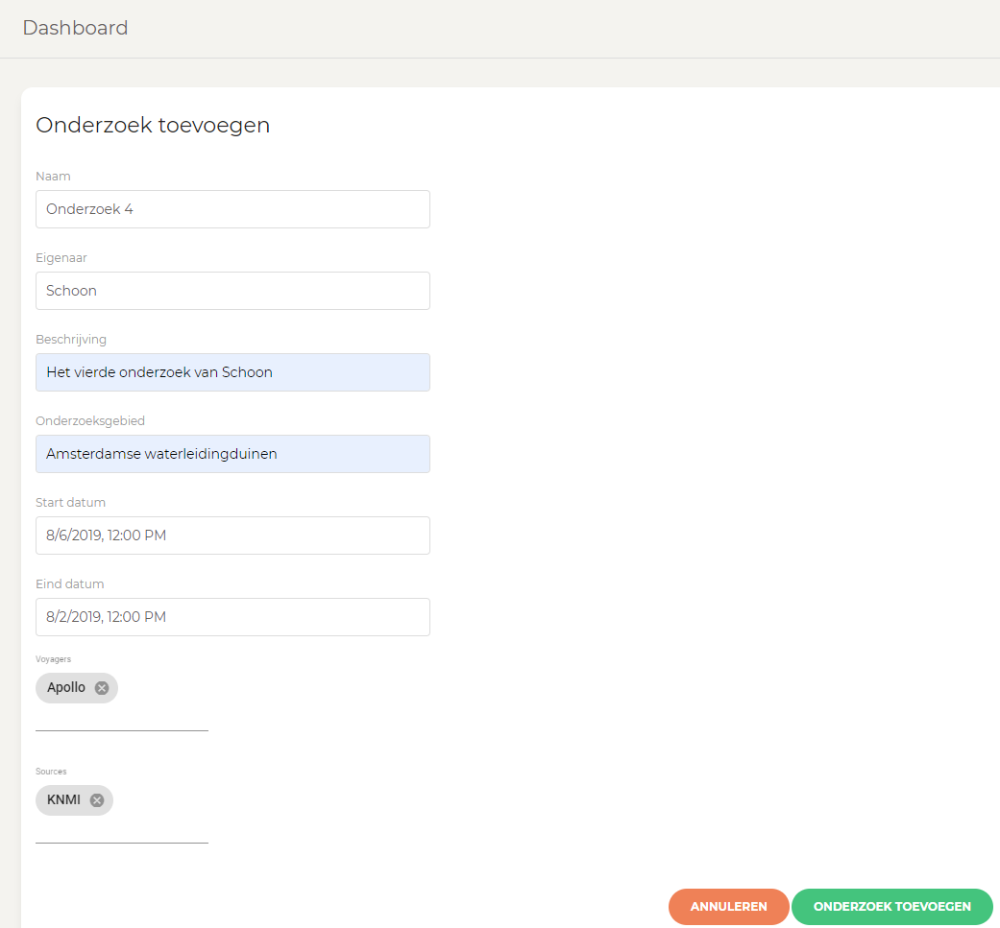 Dashboard
Onderzoek toevoegen
Naam
Onderzoek 4
Eigenaar
Schoon
Beschrijving
Het vierde onderzoek van Schoon
Onderzoeksgebied
Amsterdamse waterleidingduinen
Start datum
8/6/2019, 12:00 PM
Eind datum
8/2/2019, 12:00 PM
Voyagers
Apollo
Sources
KNMI
ANNULEREN ONDERZOEK TOEVOEGEN